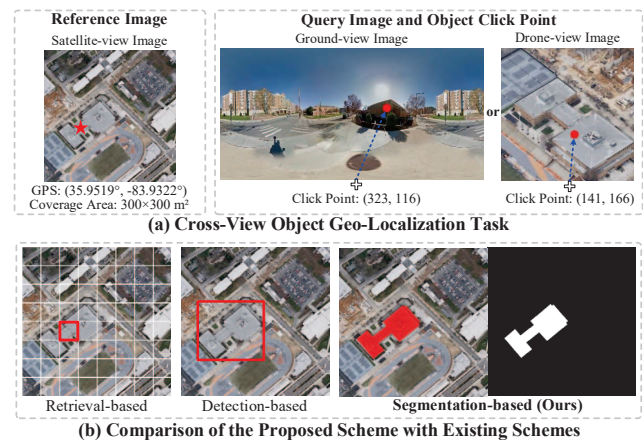 Reference Image
Satellite-view Image
GPS: (35.9519°, -83.9322°)
Coverage Area: 300×300 m²
Query Image and Object Click Point
Ground-view Image
Drone-view Image
or
Click Point: (323, 116)
Click Point: (141, 166)
(a) Cross-View Object Geo-Localization Task
Retrieval-based
Detection-based
Segmentation-based (Ours)
(b) Comparison of the Proposed Scheme with Existing Schemes